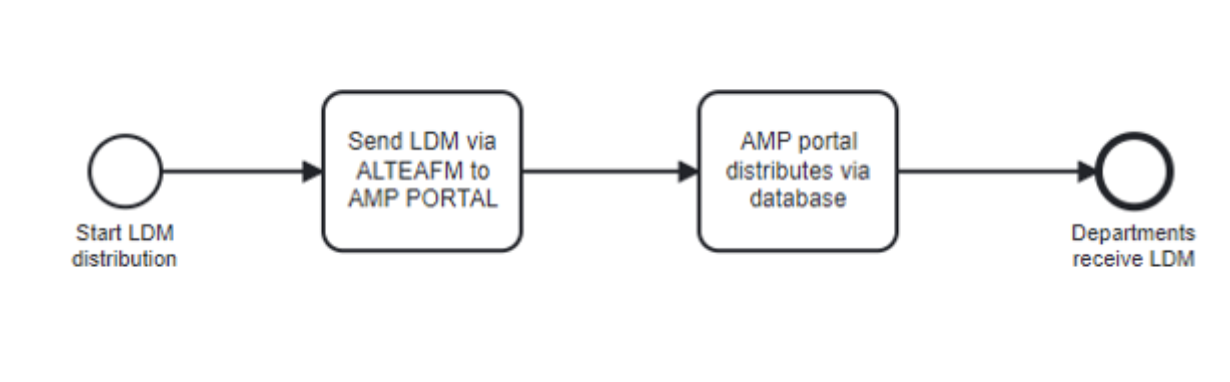 Start LDM
distribution
Send LDM via
ALTEAFM to
AMP PORTAL
AMP portal
distributes via
database
Departments
receive LDM